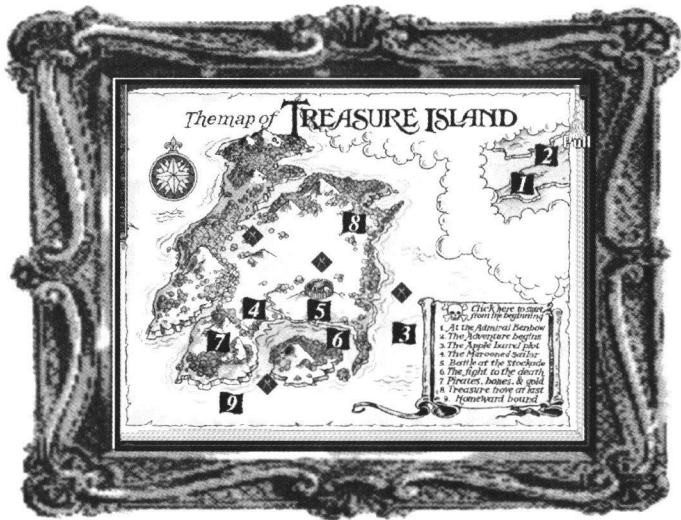 The map of TREASURE ISLAND
2
1
8
4
5
3
7
6
9
Click here to start
from the beginning
1. At the Admiral Benbow
2. The Adventure begins
3. The Apple barrel plot
4. The Marooned Sailor
5. Battle at the Stockade
6. The fight to the death
7 Pirates, bones, & gold
8. Treasure trove at last
9. Homeward bound